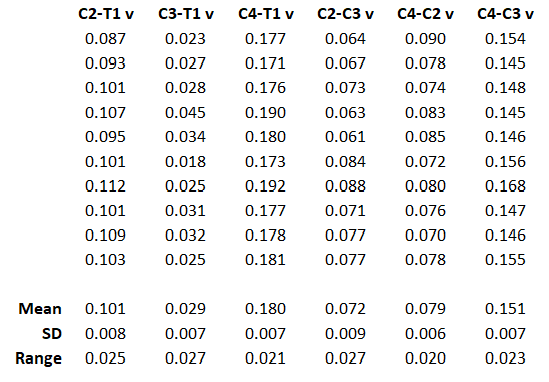 C2-T1 v C3-T1 v C4-T1 v C2-C3 v C4-C2 v C4-C3 v
0.087 0.023 0.177 0.064 0.090 0.154
0.093 0.027 0.171 0.067 0.078 0.145
0.101 0.028 0.176 0.073 0.074 0.148
0.107 0.045 0.190 0.063 0.083 0.145
0.095 0.034 0.180 0.061 0.085 0.146
0.101 0.018 0.173 0.084 0.072 0.156
0.112 0.025 0.192 0.088 0.080 0.168
0.101 0.031 0.177 0.071 0.076 0.147
0.109 0.032 0.178 0.077 0.070 0.146
0.103 0.025 0.181 0.077 0.078 0.155
Mean 0.101 0.029 0.180 0.072 0.079 0.151
SD 0.008 0.007 0.007 0.009 0.006 0.007
Range 0.025 0.027 0.021 0.027 0.020 0.023